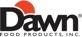 Dawn
FOOD PRODUCTS, INC.